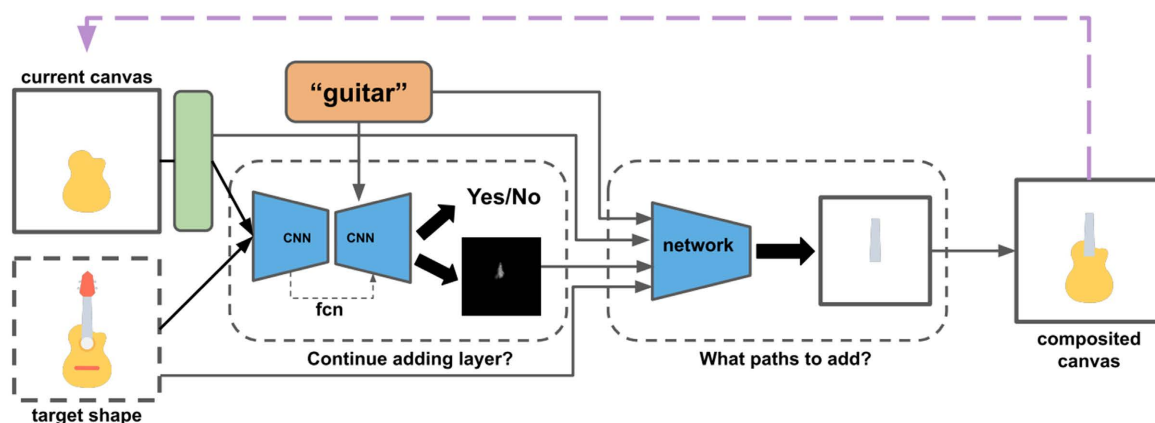 current canvas
“guitar”
Yes/No
CNN
CNN
network
fcn
Continue adding layer?
What paths to add?
composited
canvas
target shape